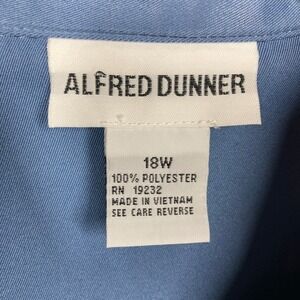 ALFRED DUNNER
18W
100% POLYESTER
RN 19232
MADE IN VIETNAM
SEE CARE REVERSE